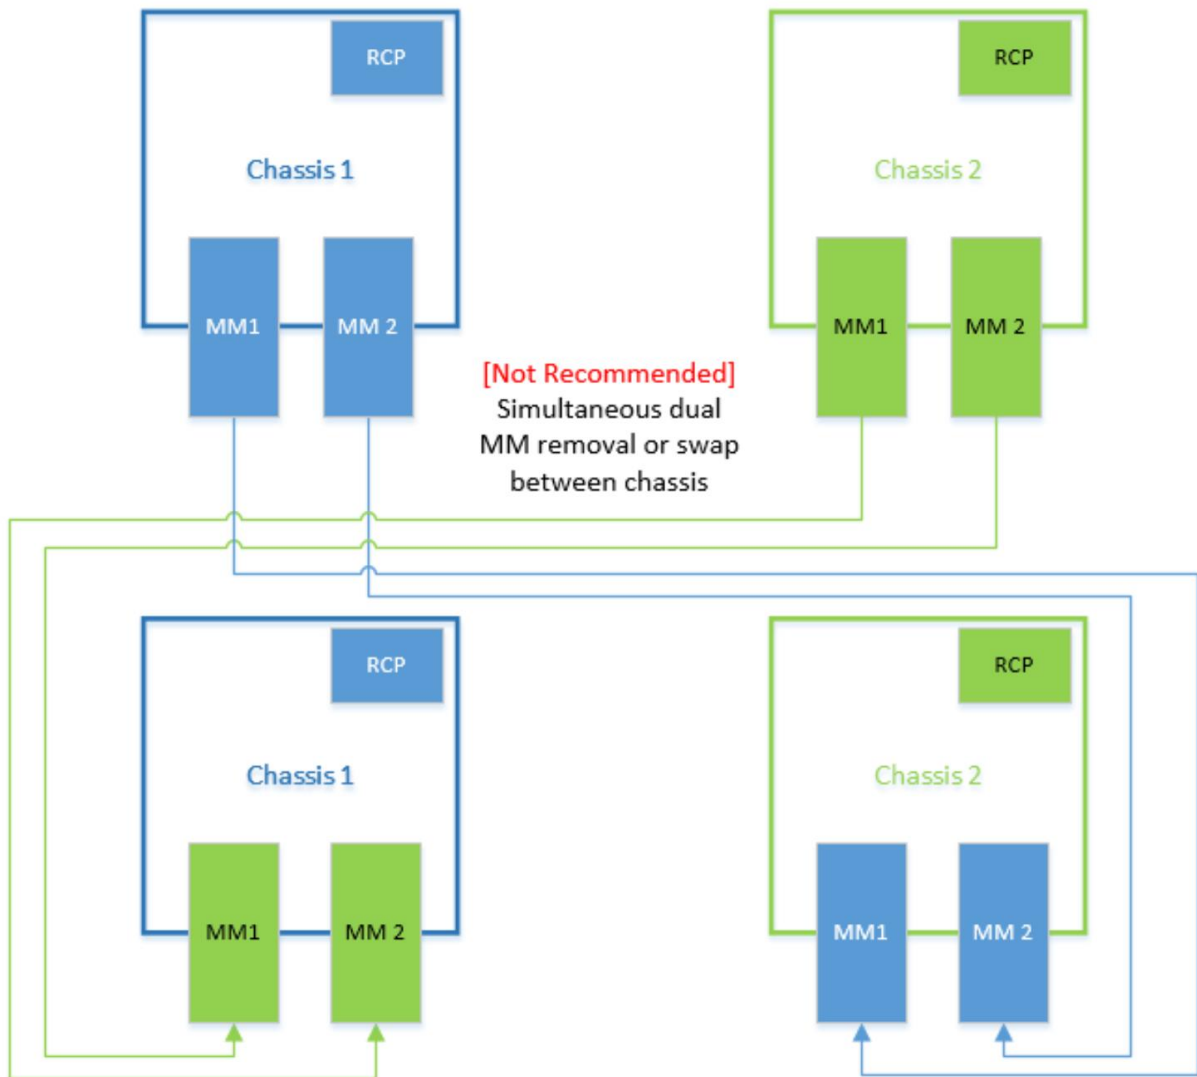 RCP
Chassis 1
MM1
MM 2
RCP
Chassis 2
MM1
MM 2
[Not Recommended]
Simultaneous dual
MM removal or swap
between chassis
RCP
Chassis 1
MM1
MM 2
RCP
Chassis 2
MM1
MM 2